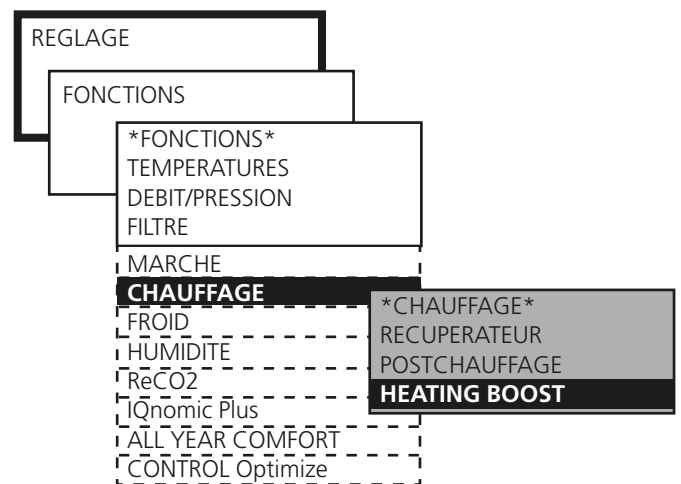 REGLAGE
FONCTIONS
*FONCTIONS*
TEMPERATURES
DEBIT/PRESSION
FILTRE
MARCHE
CHAUFFAGE
FROID
HUMIDITE
ReCO2
IQnomic Plus
ALL YEAR COMFORT
CONTROL Optimize
*CHAUFFAGE*
RECUPERATEUR
POSTCHAUFFAGE
HEATING BOOST